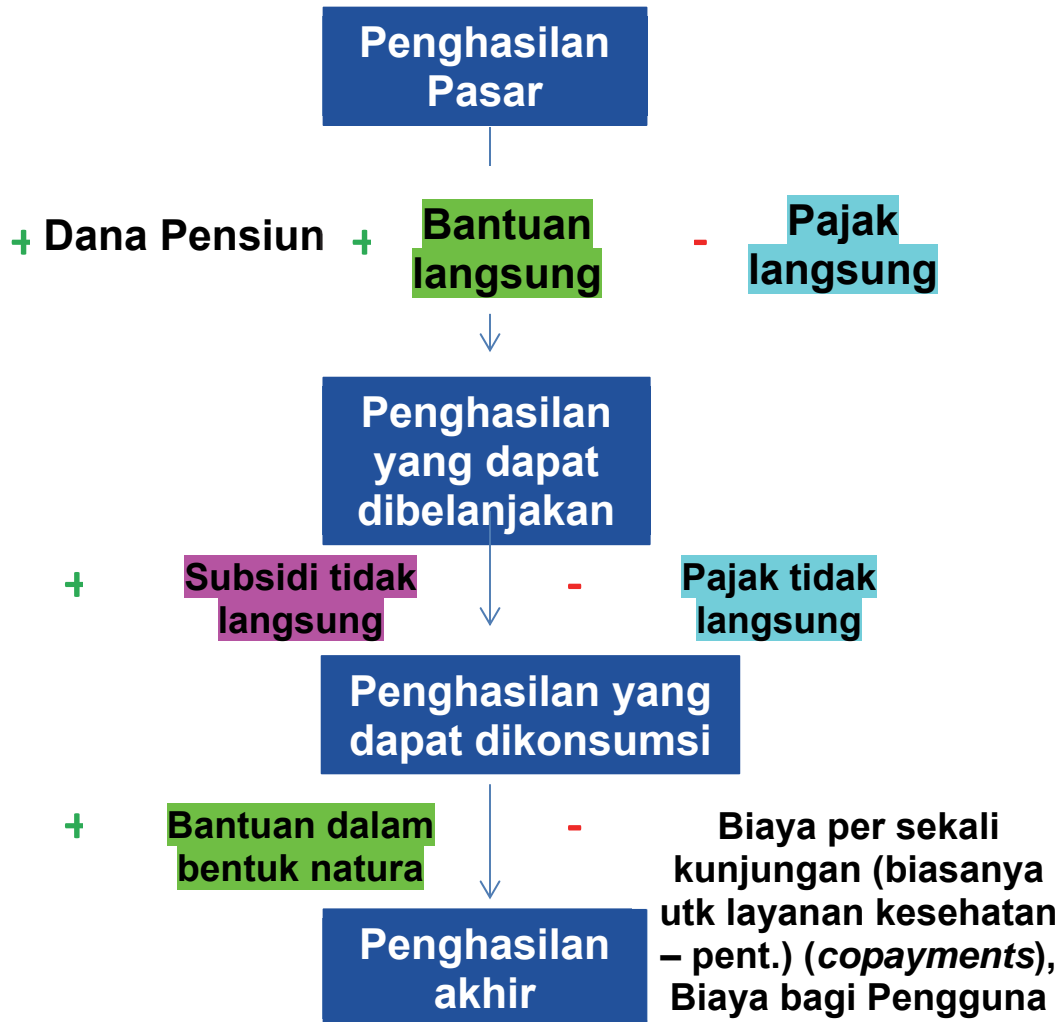 Penghasilan
Pasar
+ Dana Pensiun + Bantuan
langsung
- Pajak
langsung
Penghasilan
yang dapat
dibelanjakan
+ Subsidi tidak
langsung
- Pajak tidak
langsung
Penghasilan yang
dapat dikonsumsi
+ Bantuan dalam
bentuk natura
- Biaya per sekali
kunjungan (biasanya
utk layanan kesehatan
– pent.) (copayments),
Biaya bagi Pengguna
Penghasilan
akhir